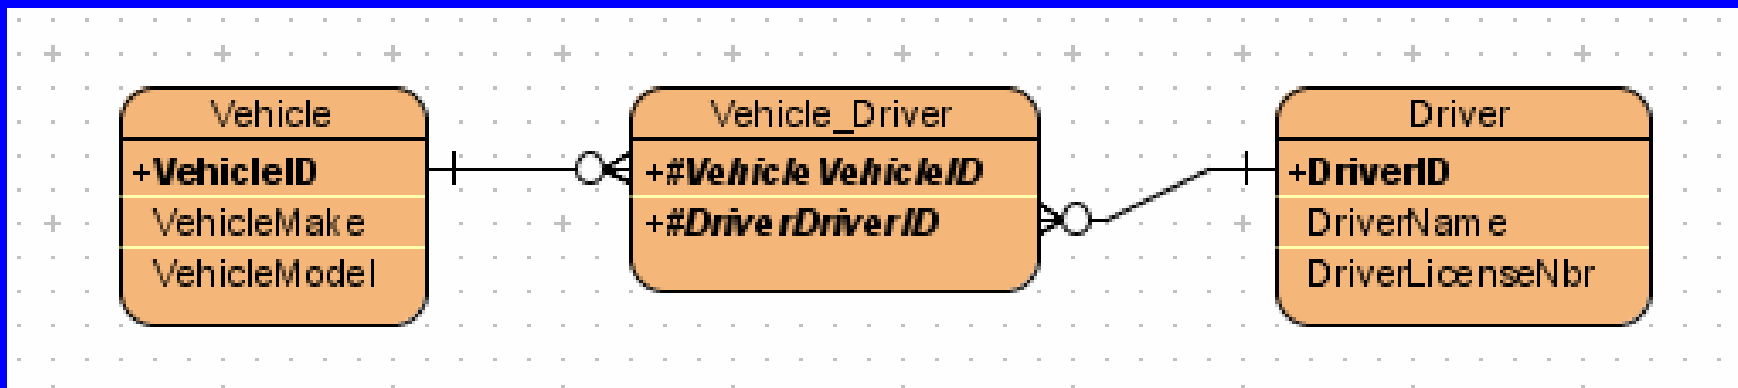 Vehicle
+VehicleID
VehicleMake
VehicleModel
Vehicle_Driver
+#VehicleVehicleID
+#DriverDriverID
Driver
+DriverID
DriverName
DriverLicenseNbr